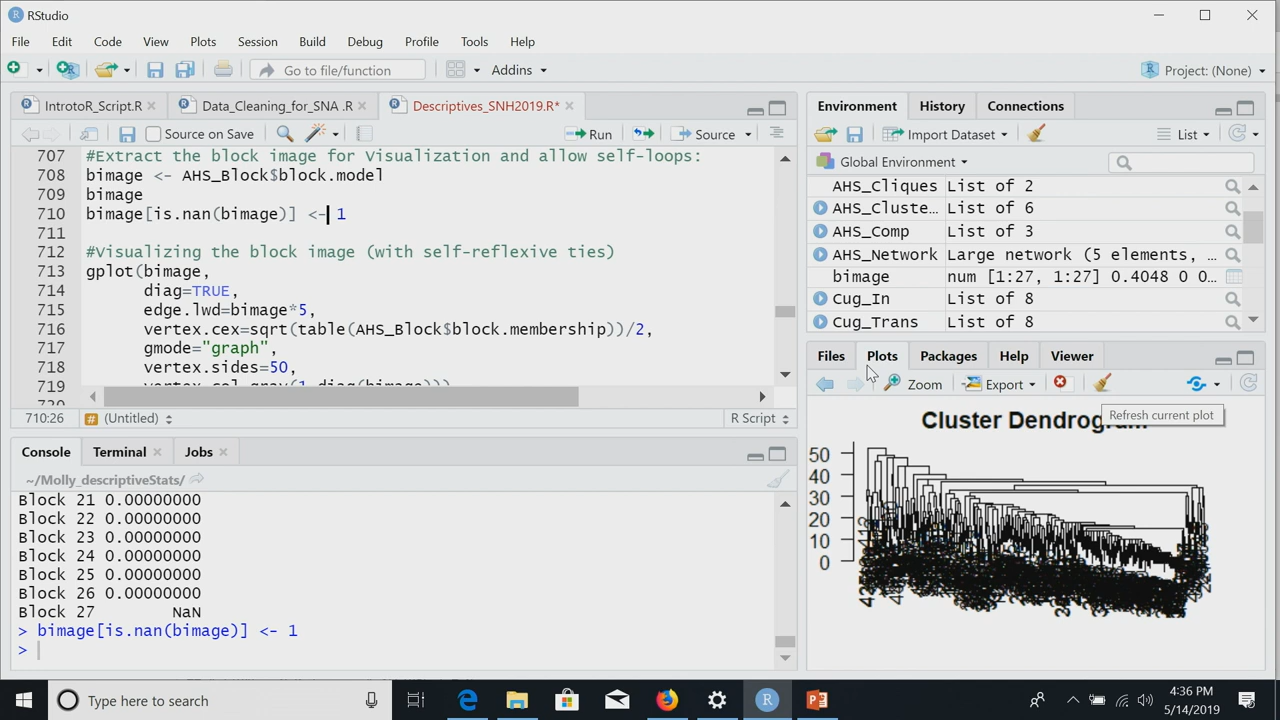 RStudio
File Edit Code View Plots Session Build Debug Profile Tools Help
Go to file/function Addins Project: (None)
IntrotoR_Script.R Data_Cleaning_for_SNA .R Descriptives_SNH2019.R*
Source on Save Run Source
707 #Extract the block image for Visualization and allow self-loops:
708 bimage <- AHS_Block$block.model
709 bimage
710 bimage[is.nan(bimage)] <- 1
711
712 #Visualizing the block image (with self-reflexive ties)
713 gplot(bimage,
714 diag=TRUE,
715 edge.lwd=bimage*5,
716 vertex.cex=sqrt(table(AHS_Block$block.membership))/2,
717 gmode="graph",
718 vertex.sides=50,
719 vertex.col=gray(1-diag(bimage)))
710:26 (Untitled) R Script
Console Terminal Jobs
~/Molly_descriptiveStats/
Block 21 0.00000000
Block 22 0.00000000
Block 23 0.00000000
Block 24 0.00000000
Block 25 0.00000000
Block 26 0.00000000
Block 27 NaN
> bimage[is.nan(bimage)] <- 1
>
Environment History Connections
Import Dataset List
Global Environment
AHS_Cliques List of 2
AHS_Cluste… List of 6
AHS_Comp List of 3
AHS_Network Large network (5 elements, …
bimage num [1:27, 1:27] 0.4048 0 0…
Cug_In List of 8
Cug_Trans List of 8
Files Plots Packages Help Viewer
Zoom Export
Refresh current plot
Cluster Dendrogram
50
40
30
20
10
0
Type here to search
4:36 PM
5/14/2019